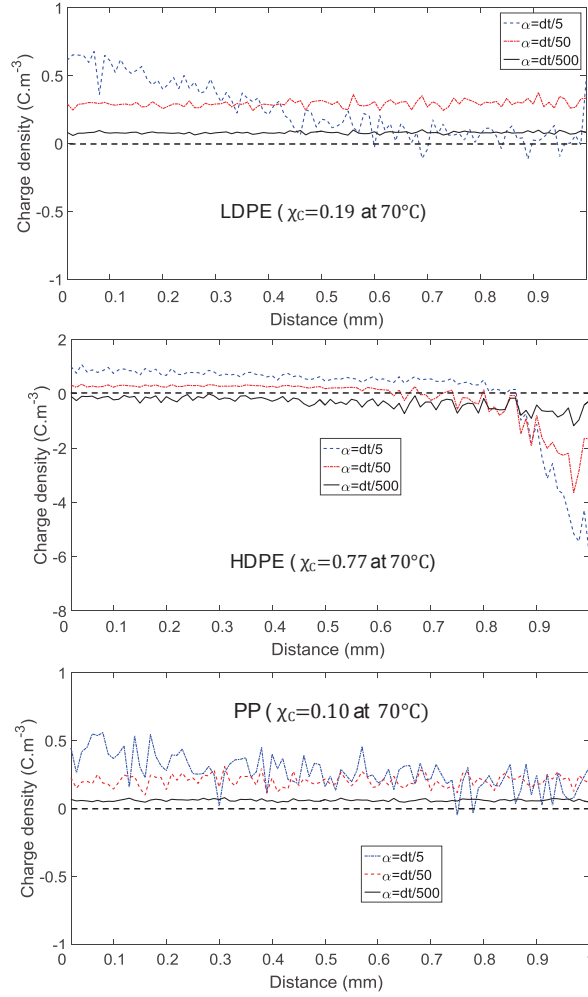 1
0.5
0
-0.5
-1
Charge density (C.m-3)
α=dt/5
α=dt/50
α=dt/500
LDPE ( χC=0.19 at 70°C)
0 0.1 0.2 0.3 0.4 0.5 0.6 0.7 0.8 0.9
Distance (mm)
2
0
-2
-4
-6
-8
Charge density (C.m-3)
α=dt/5
α=dt/50
α=dt/500
HDPE ( χC=0.77 at 70°C)
0 0.1 0.2 0.3 0.4 0.5 0.6 0.7 0.8 0.9
Distance (mm)
1
0.5
0
-0.5
-1
Charge density (C.m-3)
PP ( χC=0.10 at 70°C)
α=dt/5
α=dt/50
α=dt/500
0 0.1 0.2 0.3 0.4 0.5 0.6 0.7 0.8 0.9
Distance (mm)